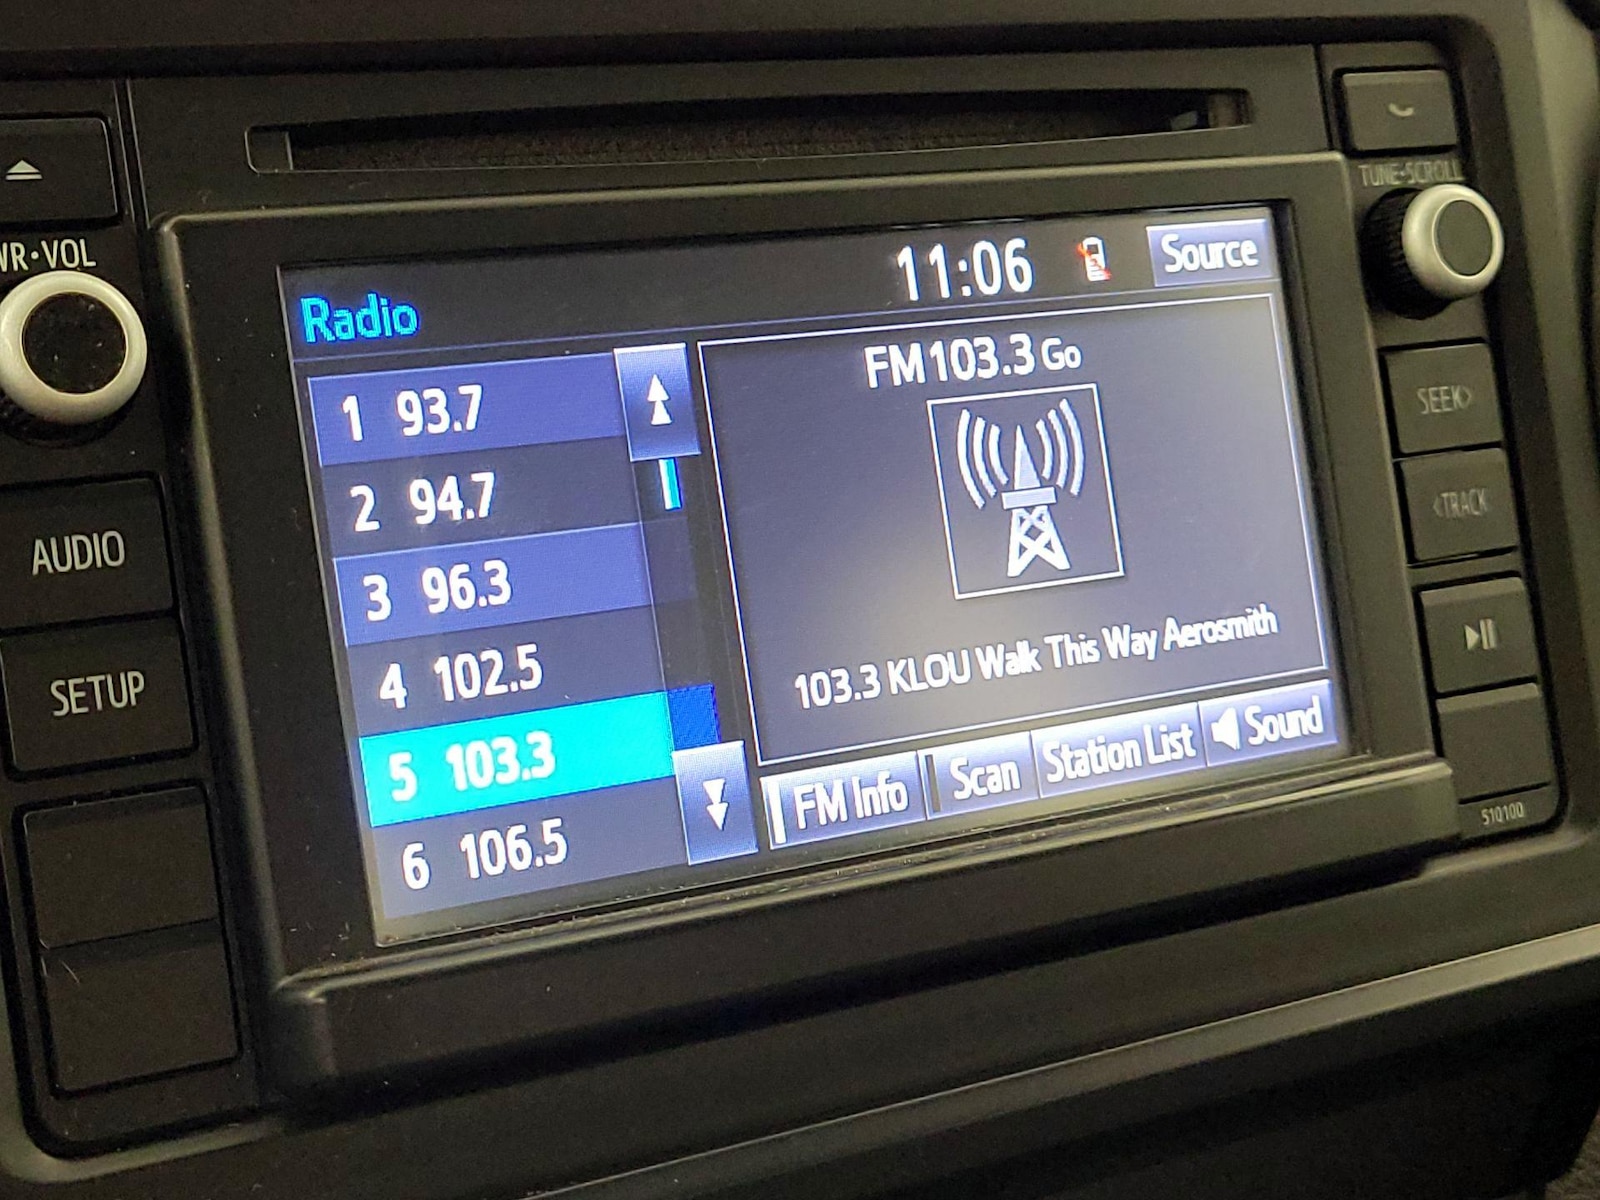 TUNE•SCROLL
WR•VOL
11:06
Source
Radio
FM 103.3 Go
1 93.7
2 94.7
3 96.3
4 102.5
5 103.3
6 106.5
103.3 KLOU Walk This Way Aerosmith
FM Info
Scan
Station List
Sound
AUDIO
SETUP
SEEK>
<TRACK
510100